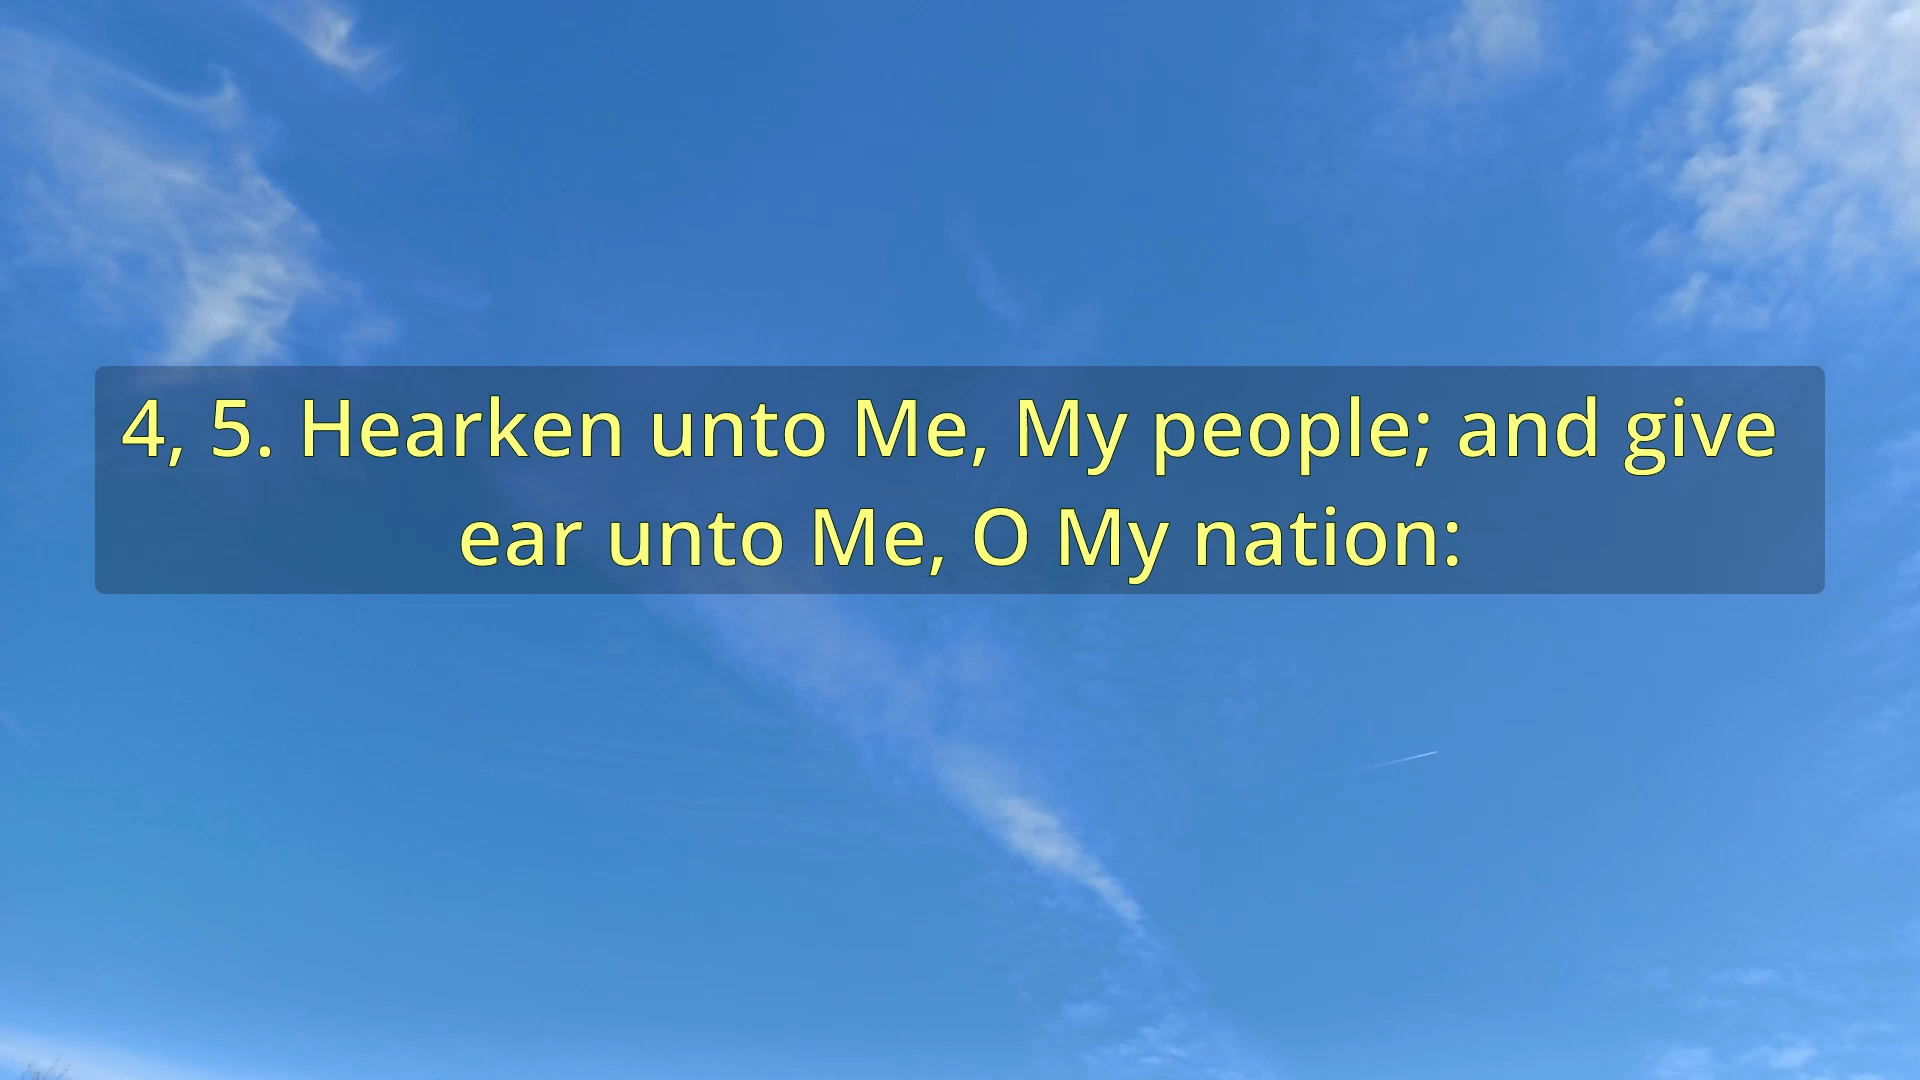 4, 5. Hearken unto Me, My people; and give
ear unto Me, O My nation: